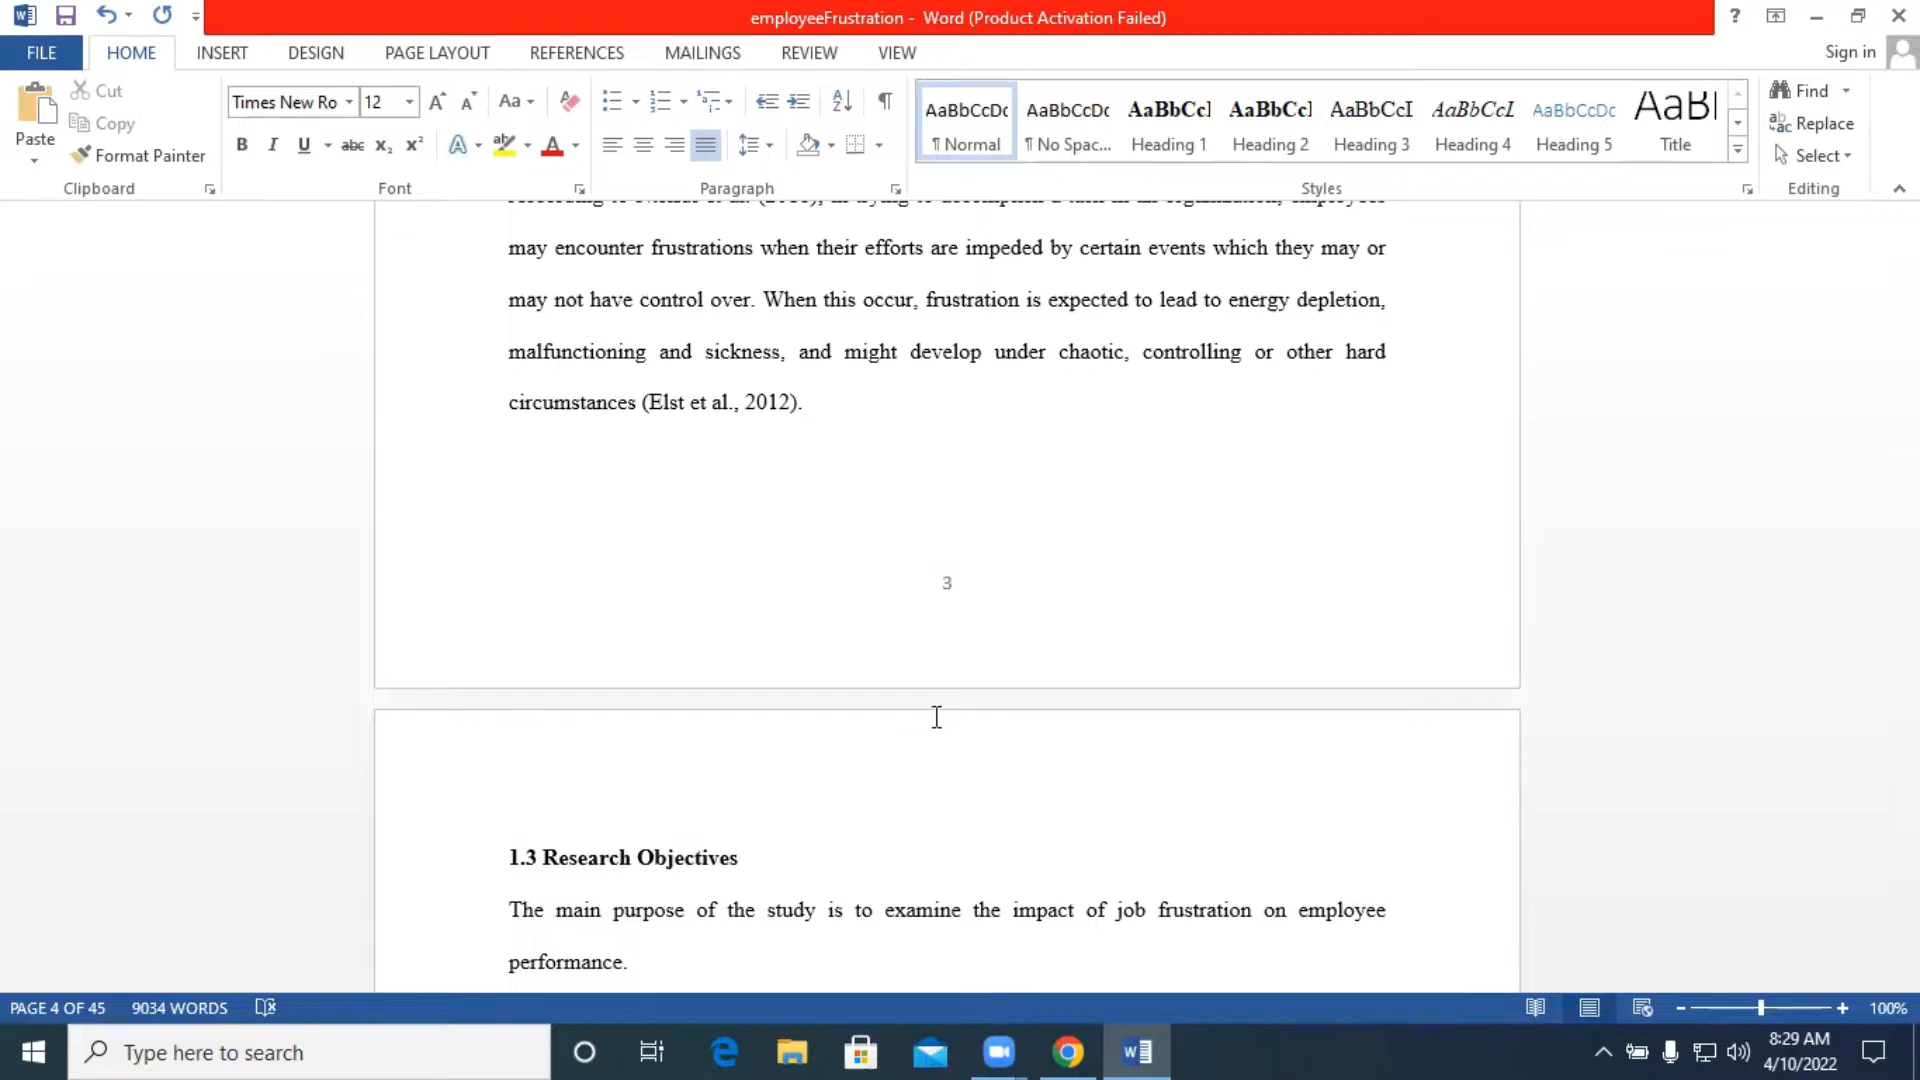 employeeFrustration - Word (Product Activation Failed)
?
FILE HOME INSERT DESIGN PAGE LAYOUT REFERENCES MAILINGS REVIEW VIEW Sign in
Paste
Cut
Copy
Format Painter
Clipboard
Times New Ro 12
Font
Paragraph
AaBbCcDc AaBbCcDc AaBbCcI AaBbCcI AaBbCcI AaBbCcI AaBbCcDc AaBl
¶ Normal ¶ No Spac... Heading 1 Heading 2 Heading 3 Heading 4 Heading 5 Title
Styles
Find
Replace
Select
Editing
may encounter frustrations when their efforts are impeded by certain events which they may or
may not have control over. When this occur, frustration is expected to lead to energy depletion,
malfunctioning and sickness, and might develop under chaotic, controlling or other hard
circumstances (Elst et al., 2012).
3
1.3 Research Objectives
The main purpose of the study is to examine the impact of job frustration on employee
performance.
PAGE 4 OF 45 9034 WORDS 100%
Type here to search
8:29 AM
4/10/2022